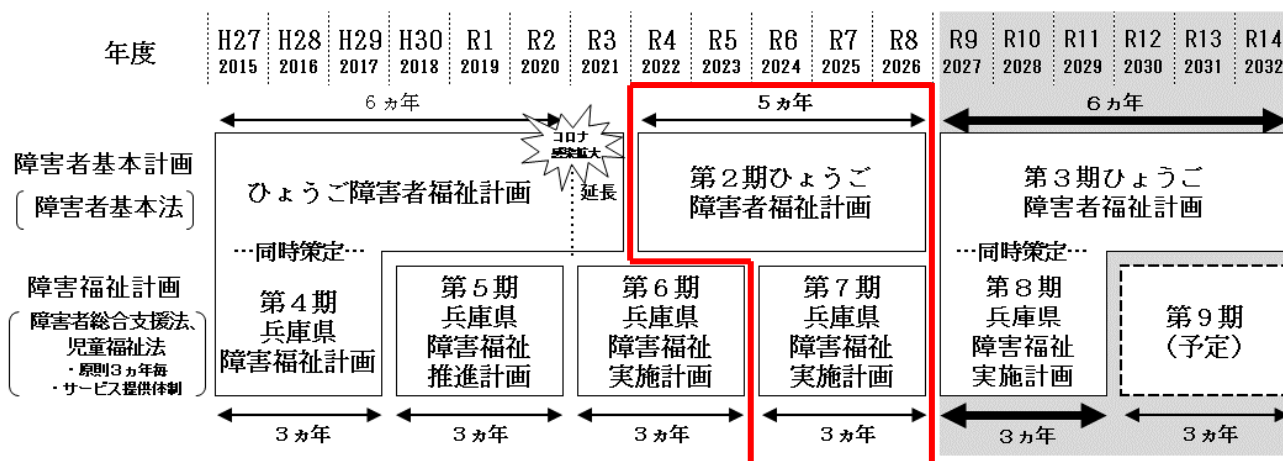 年度
H27 H28 H29 H30 R1 R2 R3 R4 R5 R6 R7 R8 R9 R10 R11 R12 R13 R14
2015 2016 2017 2018 2019 2020 2021 2022 2023 2024 2025 2026 2027 2028 2029 2030 2031 2032
6ヵ年
5ヵ年
6ヵ年
コロナ
感染拡大
障害者基本計画
障害者基本法
ひょうご障害者福祉計画
延長
第2期ひょうご
障害者福祉計画
第3期ひょうご
障害者福祉計画
…同時策定…
…同時策定…
障害福祉計画
障害者総合支援法、
児童福祉法
・原則3ヵ年毎
・サービス提供体制
第4期
兵庫県
障害福祉計画
第5期
兵庫県
障害福祉
推進計画
第6期
兵庫県
障害福祉
実施計画
第7期
兵庫県
障害福祉
実施計画
第8期
兵庫県
障害福祉
実施計画
第9期
(予定)
3ヵ年
3ヵ年
3ヵ年
3ヵ年
3ヵ年
3ヵ年